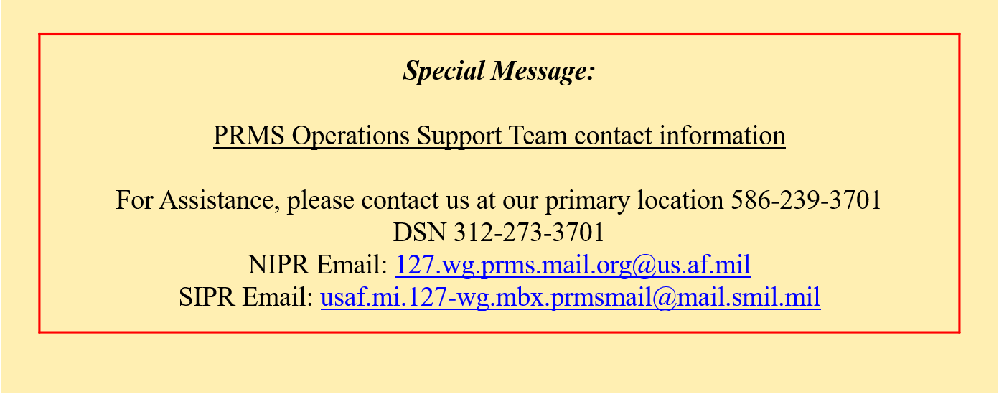 Special Message:
PRMS Operations Support Team contact information
For Assistance, please contact us at our primary location 586-239-3701
DSN 312-273-3701
NIPR Email: 127.wg.prms.mail.org@us.af.mil
SIPR Email: usaf.mi.127-wg.mbx.prmsmail@mail.smil.mil